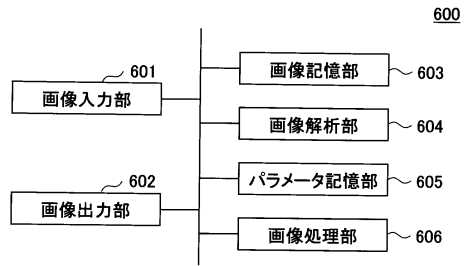 600
601
画像入力部
602
画像出力部
画像記憶部
603
画像解析部
604
パラメータ記憶部
605
画像処理部
606